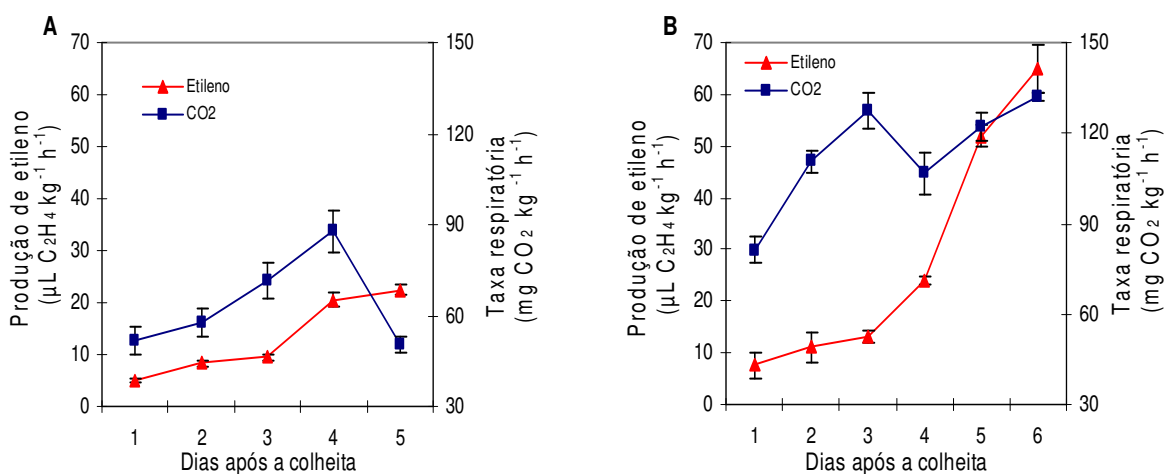 A
Produção de etileno
(µL C₂H₄ kg⁻¹ h⁻¹)
70
60
50
40
30
20
10
0
Etileno
CO2
150
120
90
60
30
Taxa respiratória
(mg CO₂ kg⁻¹ h⁻¹)
1 2 3 4 5
Dias após a colheita
B
Produção de etileno
(µL C₂H₄ kg⁻¹ h⁻¹)
70
60
50
40
30
20
10
0
Etileno
CO2
150
120
90
60
30
Taxa respiratória
(mg CO₂ kg⁻¹ h⁻¹)
1 2 3 4 5 6
Dias após a colheita